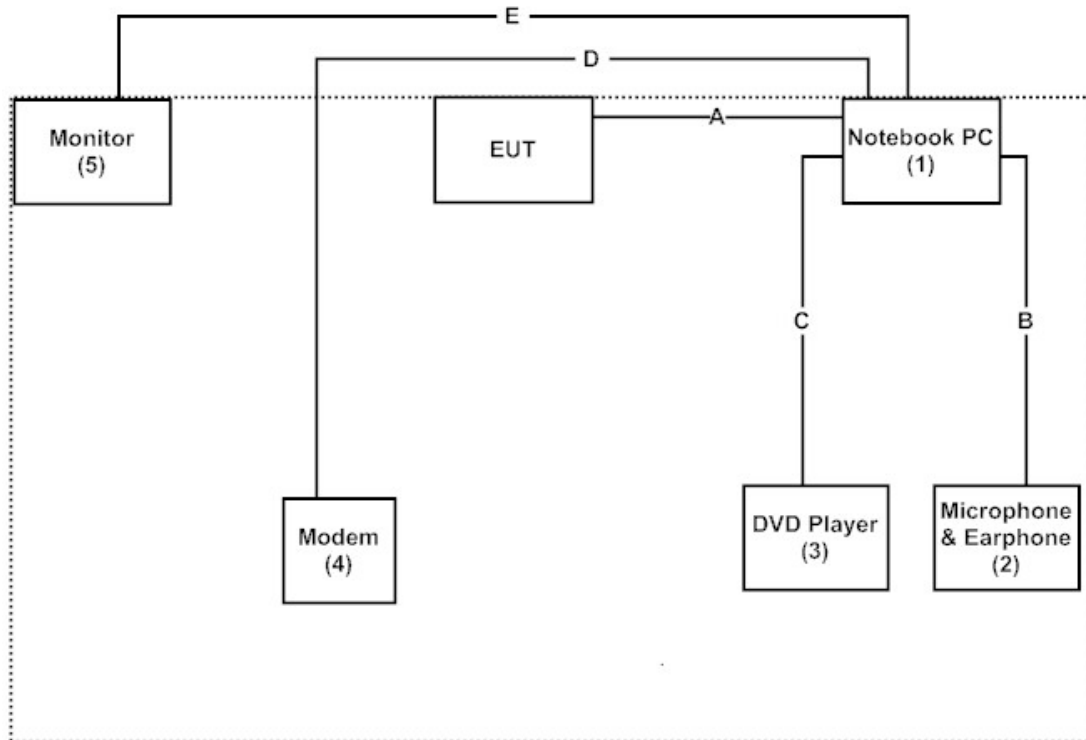 E
D
Monitor
(5)
EUT
A
Notebook PC
(1)
C
B
Modem
(4)
DVD Player
(3)
Microphone
& Earphone
(2)